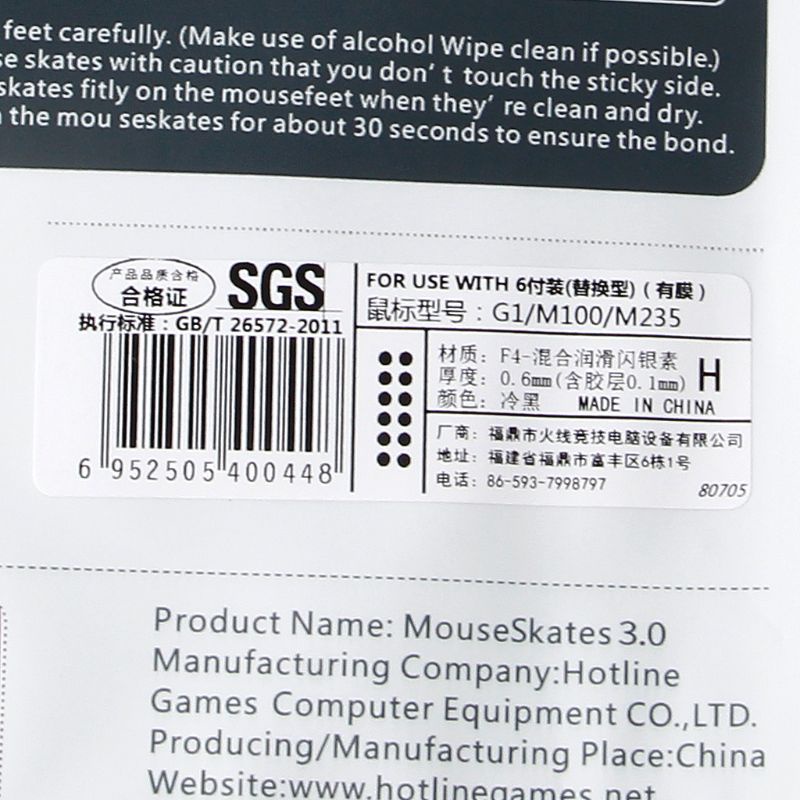 feet carefully. (Make use of alcohol Wipe clean if possible.)
se skates with caution that you don' t touch the sticky side.
skates fitly on the mousefeet when they' re clean and dry.
the mou seskates for about 30 seconds to ensure the bond.
产品品质合格
合格证
SGS
执行标准：GB/T 26572-2011
6 952505 400448
FOR USE WITH 6付装(替换型)（有膜）
鼠标型号：G1/M100/M235
材质：F4-混合润滑闪银素
厚度：0.6mm(含胶层0.1mm)
H
颜色：冷黑 MADE IN CHINA
厂商：福鼎市火线竞技电脑设备有限公司
地址：福建省福鼎市富丰区6栋1号
电话：86-593-7998797
80705
Product Name: MouseSkates 3.0
Manufacturing Company:Hotline
Games Computer Equipment CO.,LTD.
Producing/Manufacturing Place:China
Website:www.hotlinegames.net